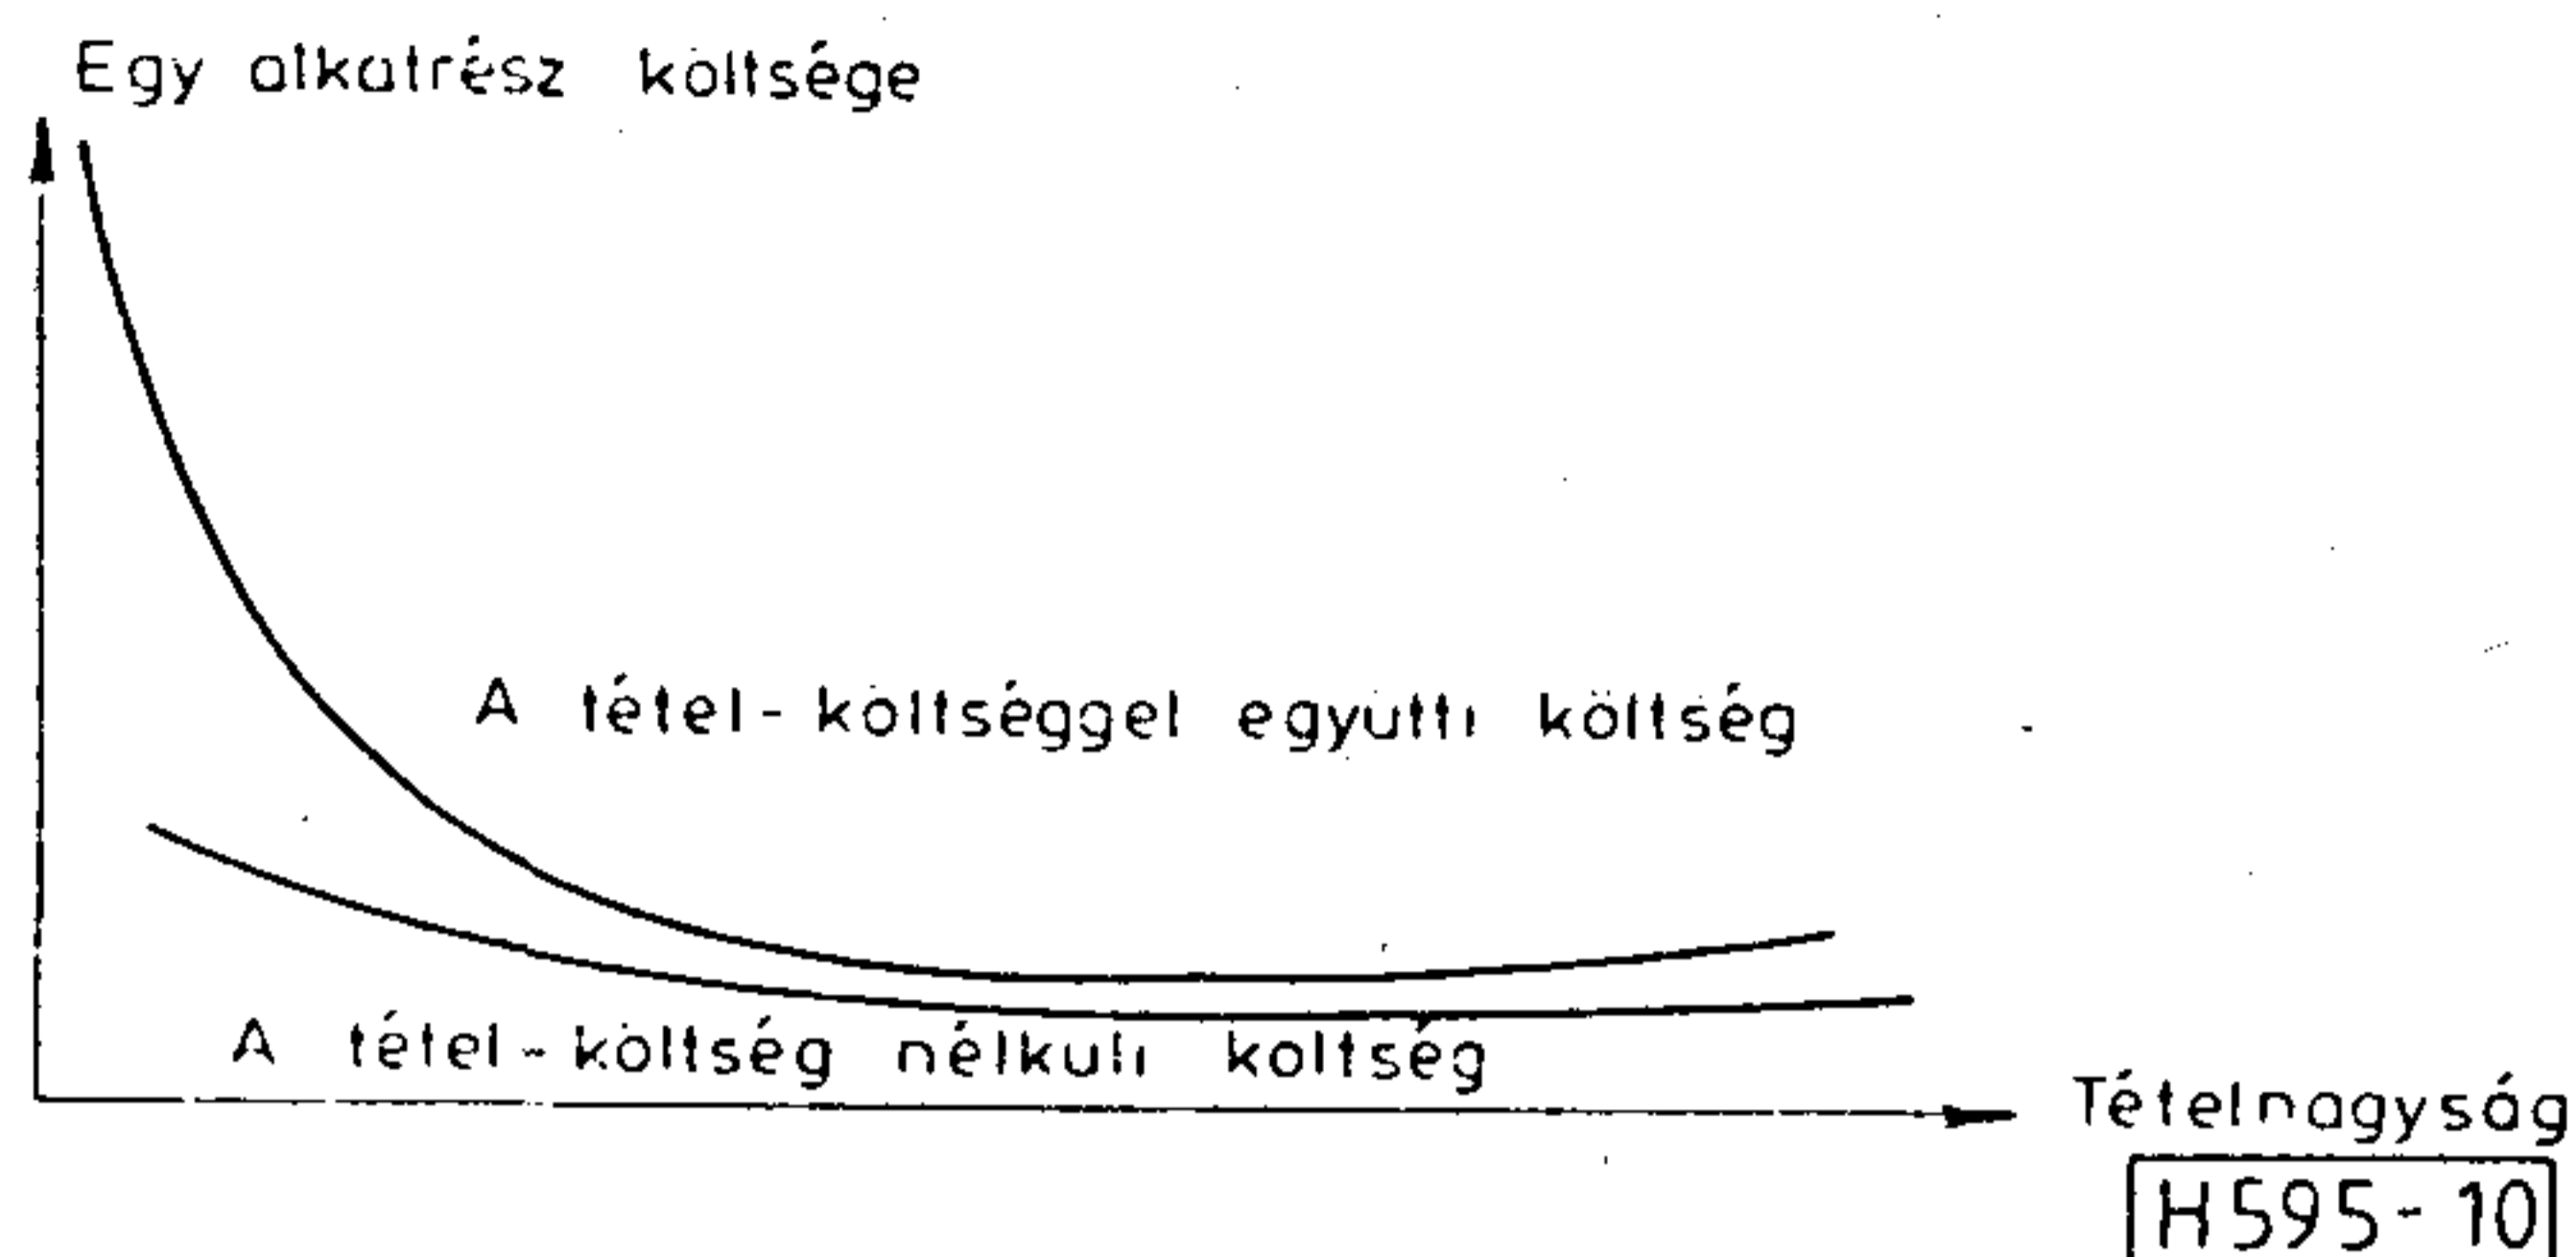 Egy alkatrész költsége
A tétel-költséggel együtti költség
A tétel-költség nélküli költség
Tételnagyság
H595-10